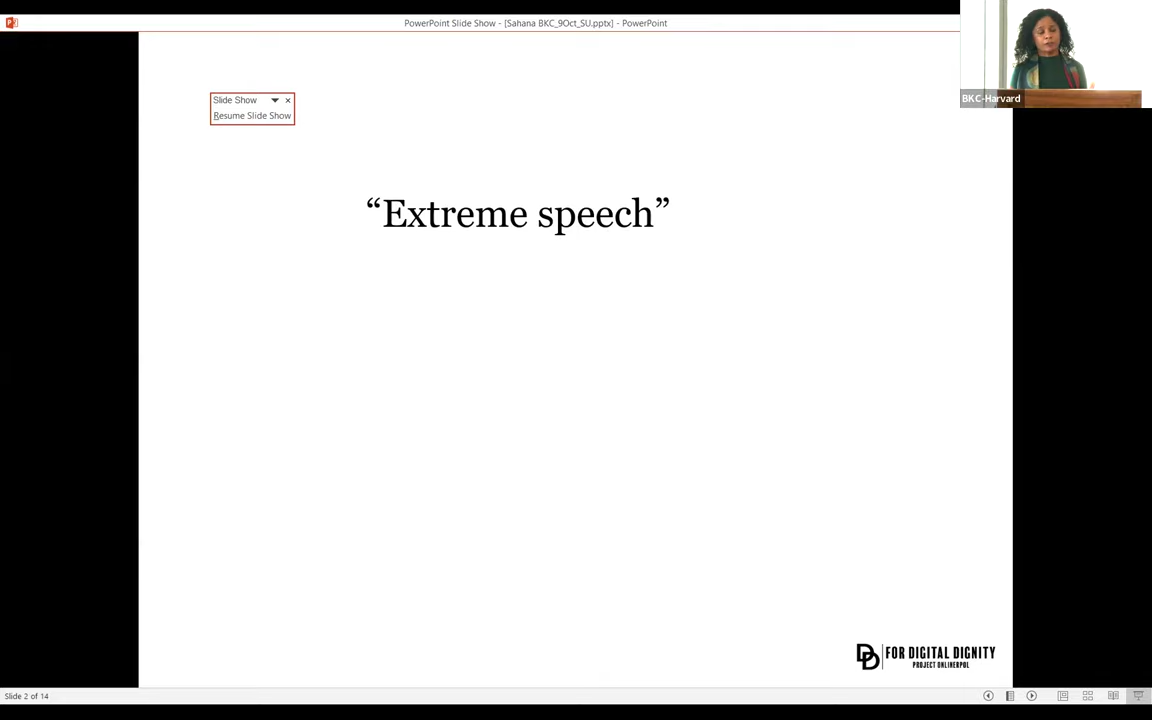 PowerPoint Slide Show - [Sahana BKC_9Oct_SU.pptx] - PowerPoint
BKC-Harvard
Slide Show
Resume Slide Show
“Extreme speech”
FOR DIGITAL DIGNITY
PROJECT ONLINERPOL
Slide 2 of 14